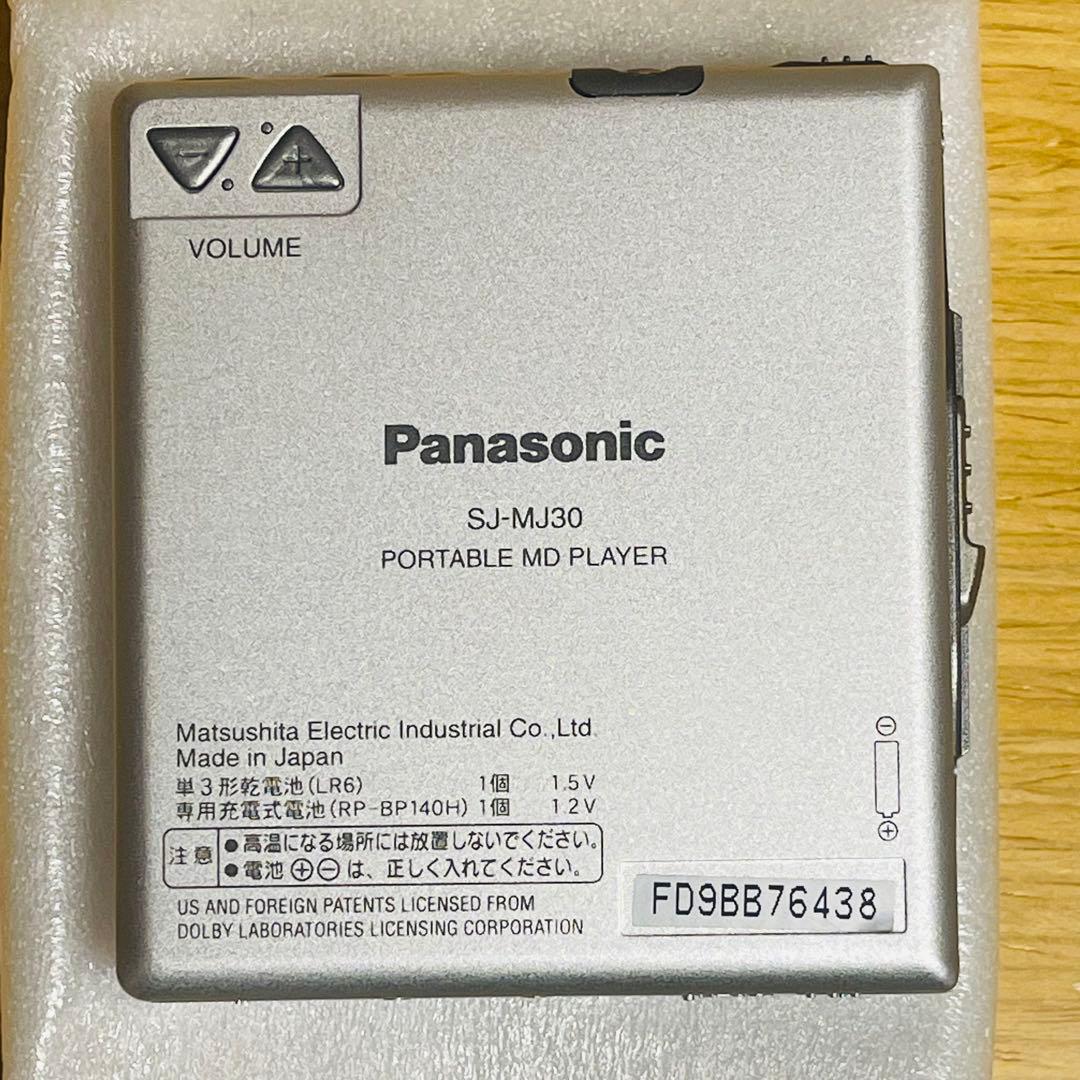 VOLUME
Panasonic
SJ-MJ30
PORTABLE MD PLAYER
Matsushita Electric Industrial Co.,Ltd.
Made in Japan
単3形乾電池(LR6) 1個 1.5V
専用充電式電池(RP-BP140H) 1個 1.2V
注意
●高温になる場所には放置しないでください。
●電池⊕⊖は、正しく入れてください。
US AND FOREIGN PATENTS LICENSED FROM
DOLBY LABORATORIES LICENSING CORPORATION
FD9BB76438